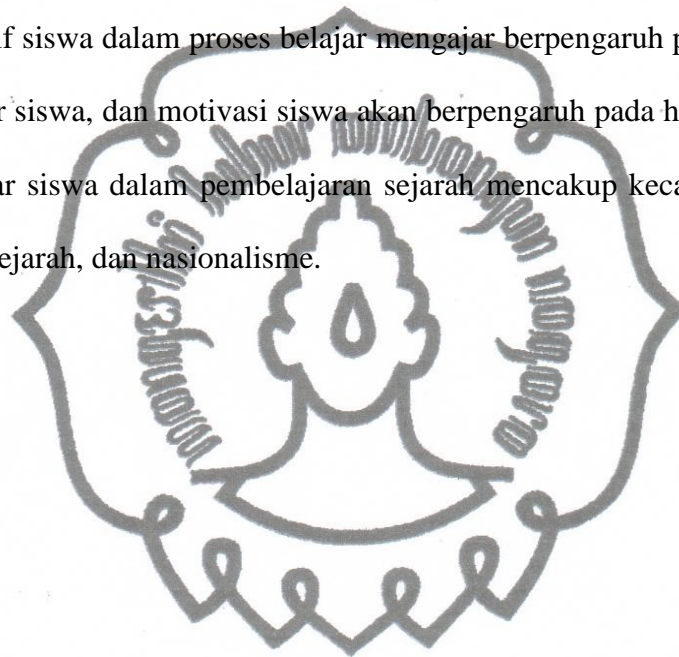 f siswa dalam proses belajar mengajar berpengaruh p
r siswa, dan motivasi siswa akan berpengaruh pada h
ar siswa dalam pembelajaran sejarah mencakup keca
ejarah, dan nasionalisme.